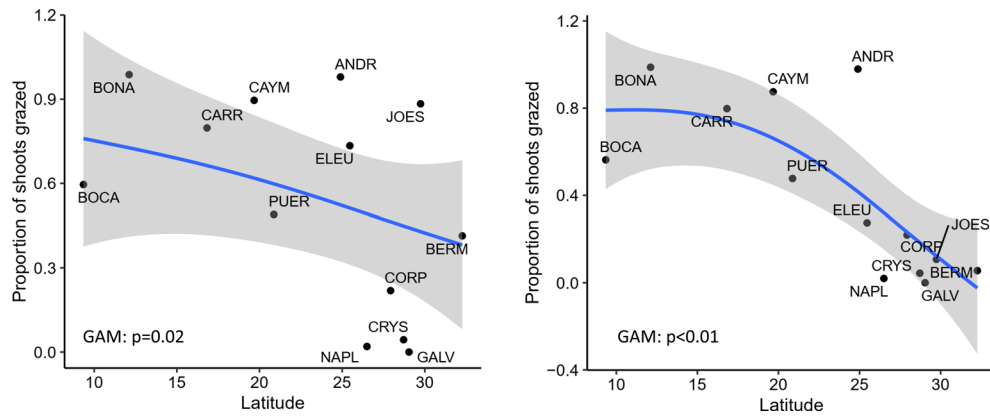 1.2
0.9
0.6
0.3
0.0
Proportion of shoots grazed
ANDR
BONA
CAYM
JOES
CARR
ELEU
BOCA
PUER
BERM
CORP
CRYS
NAPL
GALV
GAM: p=0.02
10 15 20 25 30
Latitude
1.2
0.8
0.4
0.0
−0.4
Proportion of shoots grazed
ANDR
BONA
CAYM
CARR
BOCA
PUER
ELEU
JOES
CORP
CRYS
BERM
NAPL
GALV
GAM: p<0.01
10 15 20 25 30
Latitude